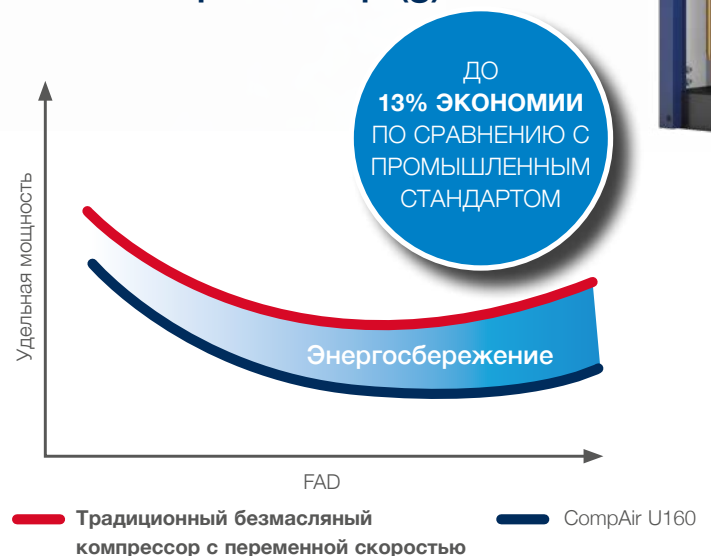 ДО
13% ЭКОНОМИИ
ПО СРАВНЕНИЮ С
ПРОМЫШЛЕННЫМ
СТАНДАРТОМ
Удельная мощность
Энергосбережение
FAD
Традиционный безмасляный
компрессор с переменной скоростью
CompAir U160